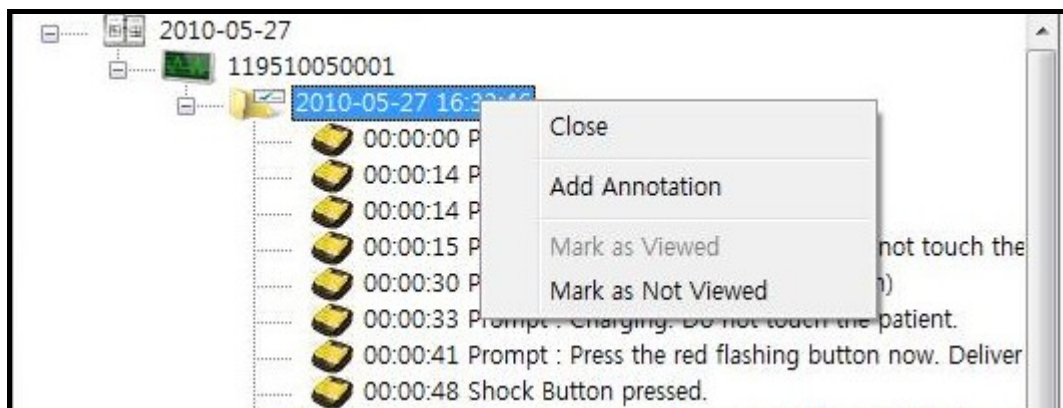 2010-05-27
119510050001
2010-05-27 16:32:46
Close
00:00:00 P
00:00:14 P
Add Annotation
00:00:14 P
00:00:15 P
Mark as Viewed
not touch the
00:00:30 P
Mark as Not Viewed
n)
00:00:33 Prompt : Charging. Do not touch the patient.
00:00:41 Prompt : Press the red flashing button now. Deliver
00:00:48 Shock Button pressed.